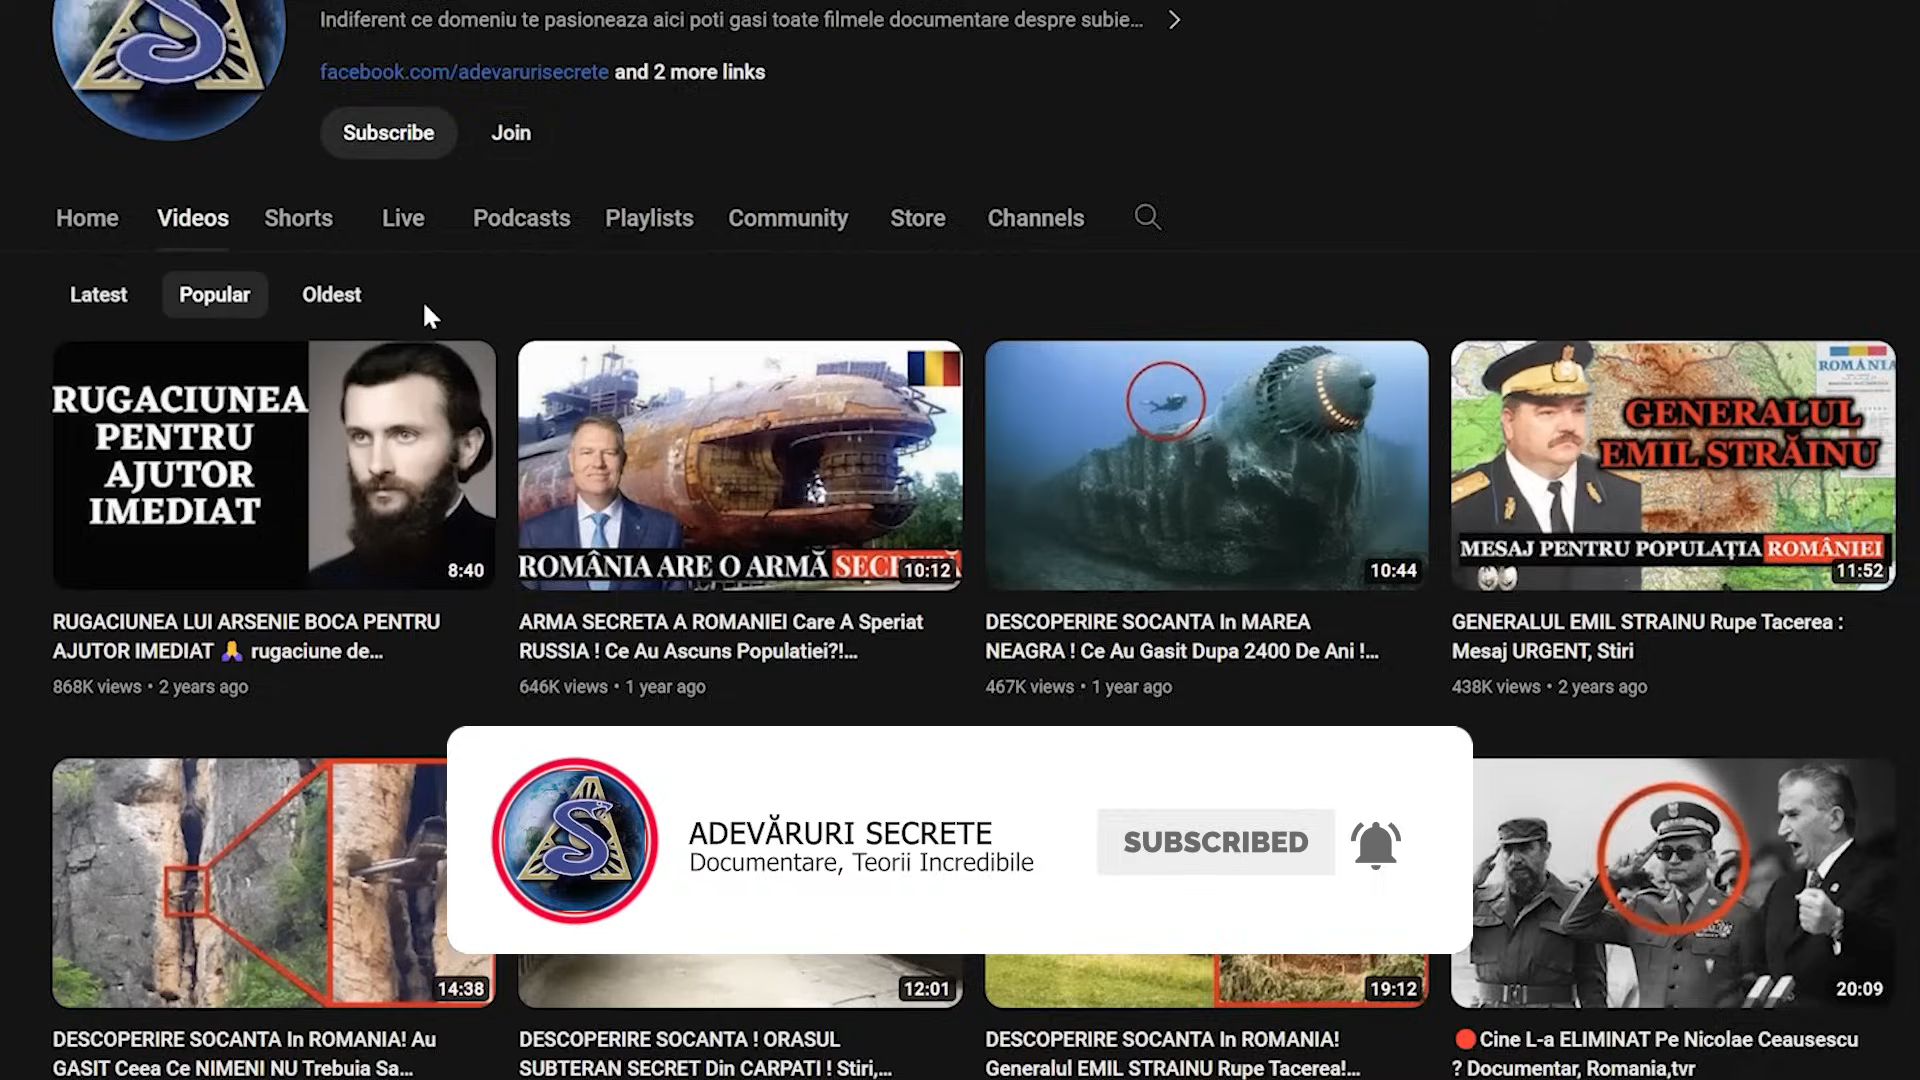 Indiferent ce domeniu te pasioneaza aici poti gasi toate filmele documentare despre subie...
facebook.com/adevarurisecrete and 2 more links
Subscribe Join
Home Videos Shorts Live Podcasts Playlists Community Store Channels
Latest Popular Oldest
RUGACIUNEA
PENTRU
AJUTOR
IMEDIAT
8:40
ROMÂNIA ARE O ARMĂ
10:12
10:44
ROMÂNIA
GENERALUL
EMIL STRĂINU
MESAJ PENTRU POPULAȚIA ROMÂNIEI
11:52
RUGACIUNEA LUI ARSENIE BOCA PENTRU
AJUTOR IMEDIAT 🙏 rugaciune de...
868K views • 2 years ago
ARMA SECRETA A ROMANIEI Care A Speriat
RUSSIA ! Ce Au Ascuns Populatiei?!...
646K views • 1 year ago
DESCOPERIRE SOCANTA In MAREA
NEAGRA ! Ce Au Gasit Dupa 2400 De Ani !...
467K views • 1 year ago
GENERALUL EMIL STRAINU Rupe Tacerea :
Mesaj URGENT, Stiri
438K views • 2 years ago
ADEVĂRURI SECRETE
Documentare, Teorii Incredibile
SUBSCRIBED
14:38
12:01
19:12
20:09
DESCOPERIRE SOCANTA In ROMANIA! Au
GASIT Ceea Ce NIMENI NU Trebuia Sa...
DESCOPERIRE SOCANTA ! ORASUL
SUBTERAN SECRET Din CARPATI ! Stiri,...
DESCOPERIRE SOCANTA In ROMANIA!
Generalul EMIL STRAINU Rupe Tacerea!...
🔴Cine L-a ELIMINAT Pe Nicolae Ceausescu
? Documentar, Romania,tvr